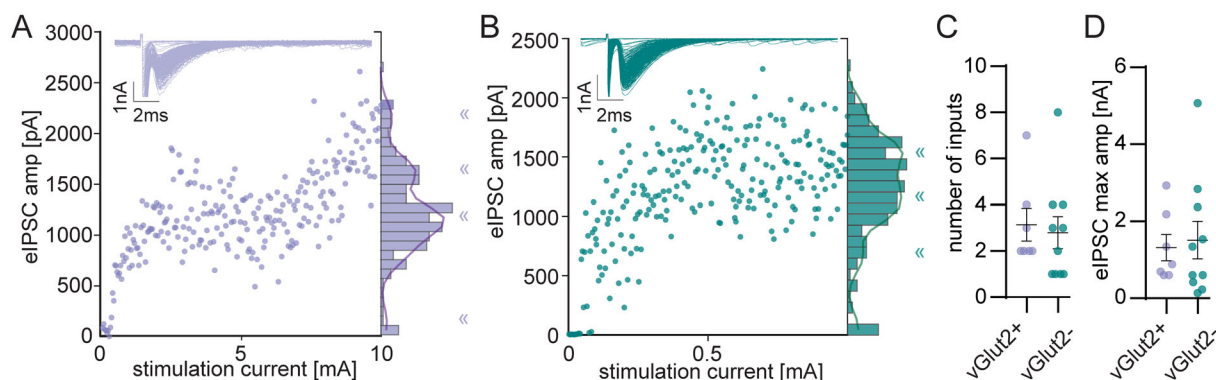 A
3000
2500
2000
1500
1000
500
0
eIPSC amp [pA]
1nA
2ms
«
«
«
«
0
5
10
stimulation current [mA]
B
2500
2000
1500
1000
500
0
eIPSC amp [pA]
1nA
2ms
«
«
«
0
0.5
stimulation current [mA]
C
10
8
6
4
2
0
number of inputs
vGlut2+
vGlut2-
D
6
4
2
0
eIPSC max amp [nA]
vGlut2+
vGlut2-